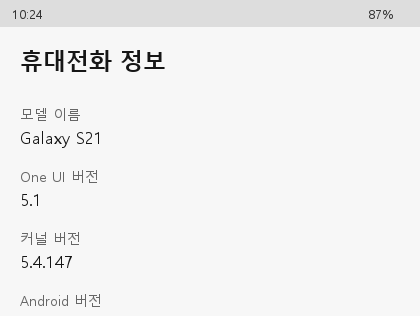 10:24 87%
휴대전화 정보
모델 이름
Galaxy S21
One UI 버전
5.1
커널 버전
5.4.147
Android 버전